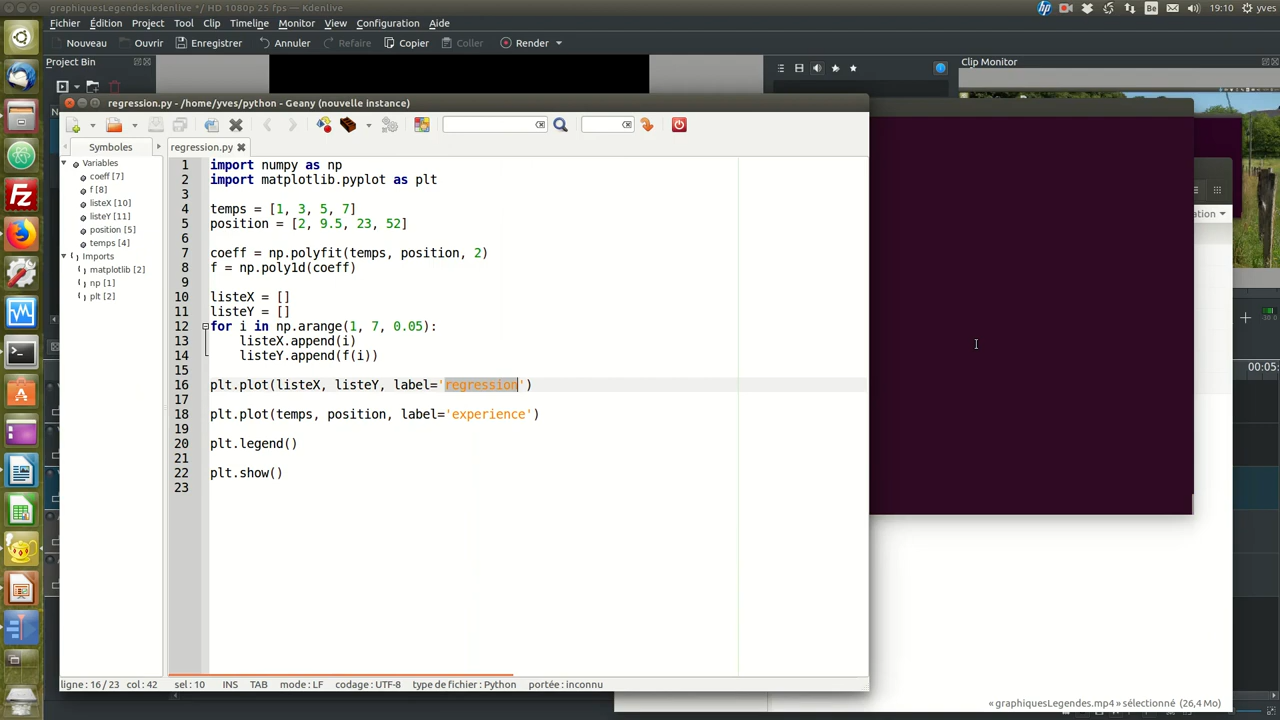 graphiquesLegendes.kdenlive* / HD 1080p 25 fps — Kdenlive
Be
19:10
yves
Fichier Édition Project Tool Clip Timeline Monitor View Configuration Aide
Nouveau Ouvrir Enregistrer Annuler Refaire Copier Coller Render
Project Bin
Clip Monitor
regression.py - /home/yves/python - Geany (nouvelle instance)
Symboles
regression.py
Variables
coeff [7]
f [8]
listeX [10]
listeY [11]
position [5]
temps [4]
Imports
matplotlib [2]
np [1]
plt [2]
1 import numpy as np
2 import matplotlib.pyplot as plt
3
4 temps = [1, 3, 5, 7]
5 position = [2, 9.5, 23, 52]
6
7 coeff = np.polyfit(temps, position, 2)
8 f = np.poly1d(coeff)
9
10 listeX = []
11 listeY = []
12 for i in np.arange(1, 7, 0.05):
13 listeX.append(i)
14 listeY.append(f(i))
15
16 plt.plot(listeX, listeY, label='regression')
17
18 plt.plot(temps, position, label='experience')
19
20 plt.legend()
21
22 plt.show()
23
ligne : 16 / 23 col : 42 sel : 10 INS TAB mode : LF codage : UTF-8 type de fichier : Python portée : inconnu
00:05:
« graphiquesLegendes.mp4 » sélectionné (26,4 Mo)